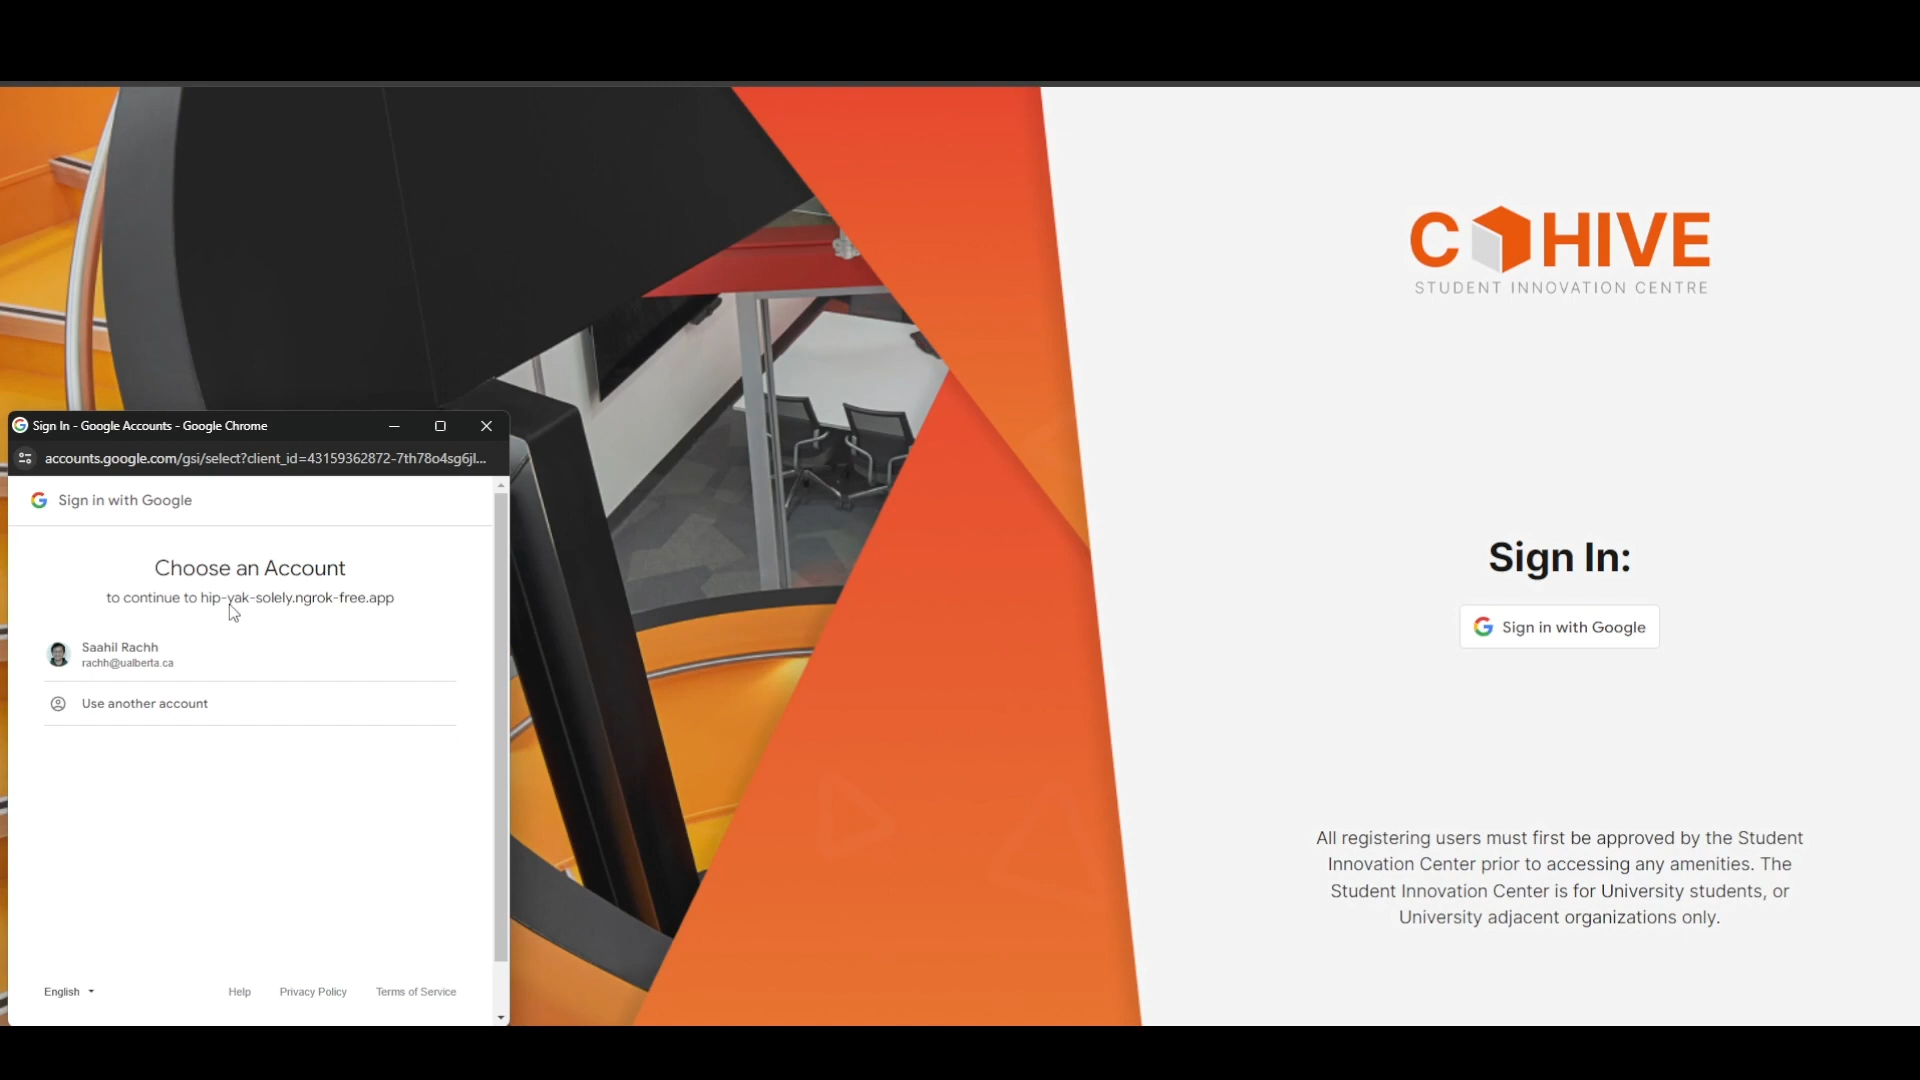 C HIVE
STUDENT INNOVATION CENTRE
Sign In - Google Accounts - Google Chrome
accounts.google.com/gsi/select?client_id=43159362872-7th78o4sg6jl...
Sign in with Google
Choose an Account
to continue to hip-yak-solely.ngrok-free.app
Saahil Rachh
rachh@ualberta.ca
Use another account
English
Help
Privacy Policy
Terms of Service
Sign In:
Sign in with Google
All registering users must first be approved by the Student
Innovation Center prior to accessing any amenities. The
Student Innovation Center is for University students, or
University adjacent organizations only.